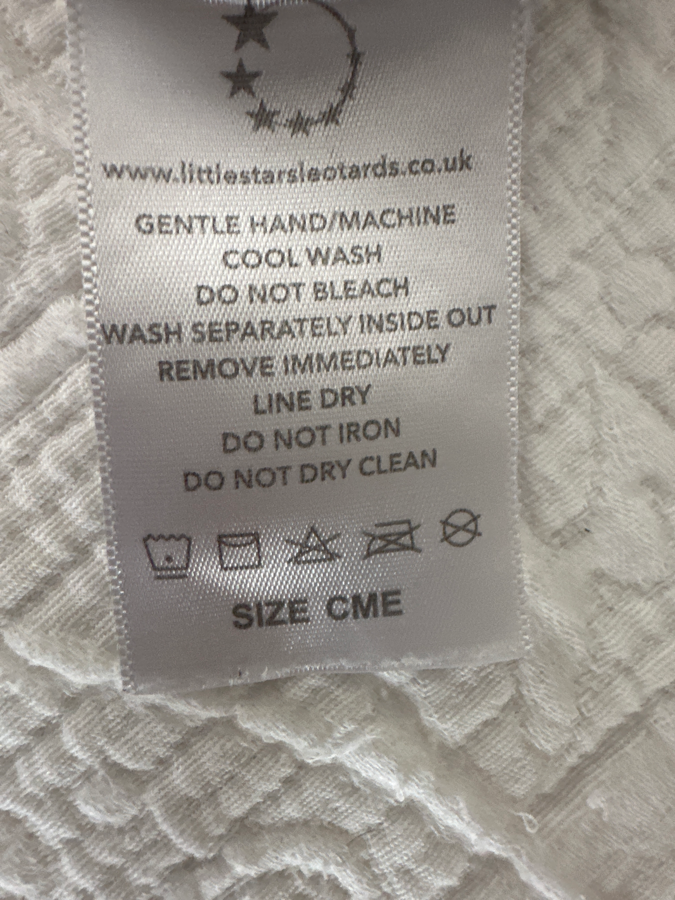 www.littlestarsleotards.co.uk
GENTLE HAND/MACHINE
COOL WASH
DO NOT BLEACH
WASH SEPARATELY INSIDE OUT
REMOVE IMMEDIATELY
LINE DRY
DO NOT IRON
DO NOT DRY CLEAN
SIZE CME